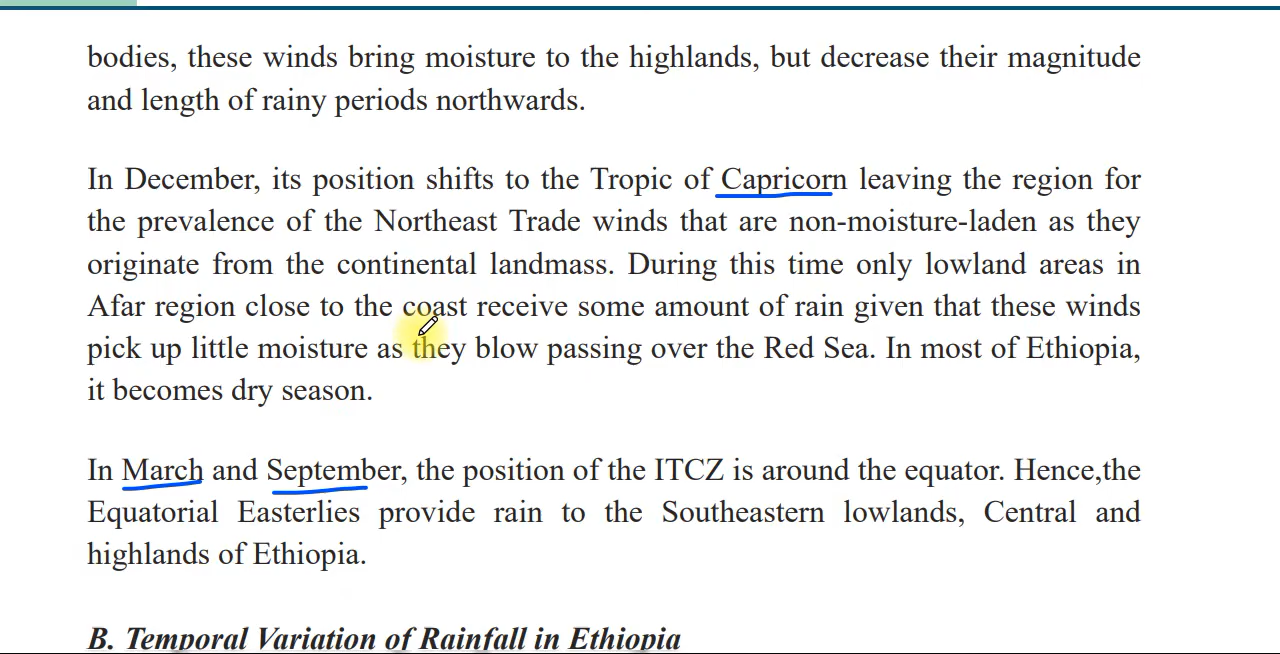 bodies, these winds bring moisture to the highlands, but decrease their magnitude
and length of rainy periods northwards.
In December, its position shifts to the Tropic of Capricorn leaving the region for
the prevalence of the Northeast Trade winds that are non-moisture-laden as they
originate from the continental landmass. During this time only lowland areas in
Afar region close to the coast receive some amount of rain given that these winds
pick up little moisture as they blow passing over the Red Sea. In most of Ethiopia,
it becomes dry season.
In March and September, the position of the ITCZ is around the equator. Hence,the
Equatorial Easterlies provide rain to the Southeastern lowlands, Central and
highlands of Ethiopia.
B. Temporal Variation of Rainfall in Ethiopia